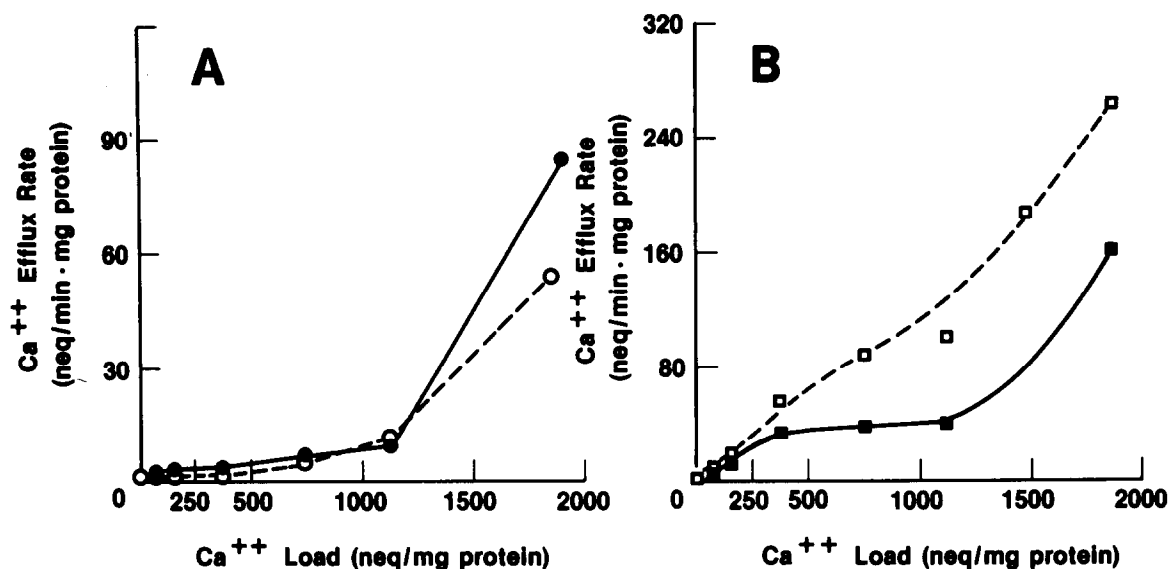 A
Ca++ Efflux Rate
(neq/min·mg protein)
90
60
30
0
250
500
1000
1500
2000
Ca++ Load (neq/mg protein)
B
Ca++ Efflux Rate
(neq/min·mg protein)
320
240
160
80
0
250
500
1000
1500
2000
Ca++ Load (neq/mg protein)